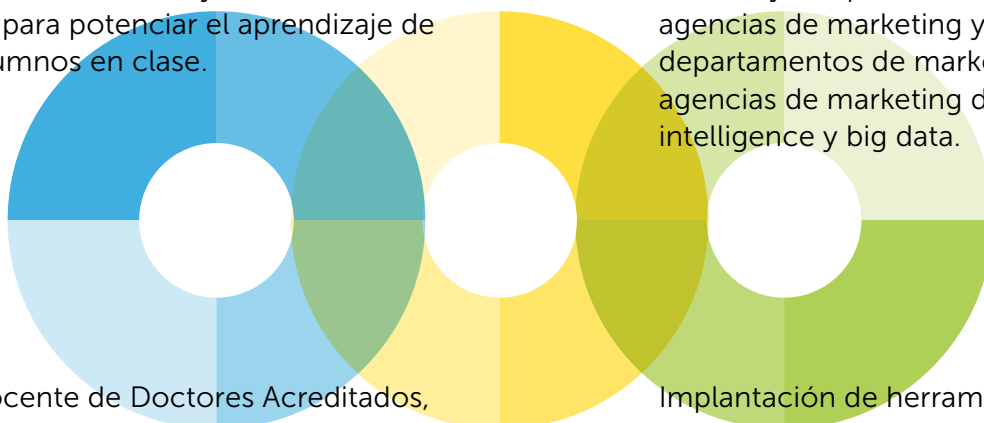 para potenciar el aprendizaje de
umnos en clase.
agencias de marketing y
departamentos de marke
agencias de marketing d
intelligence y big data.
ocente de Doctores Acreditados,
Implantación de herram